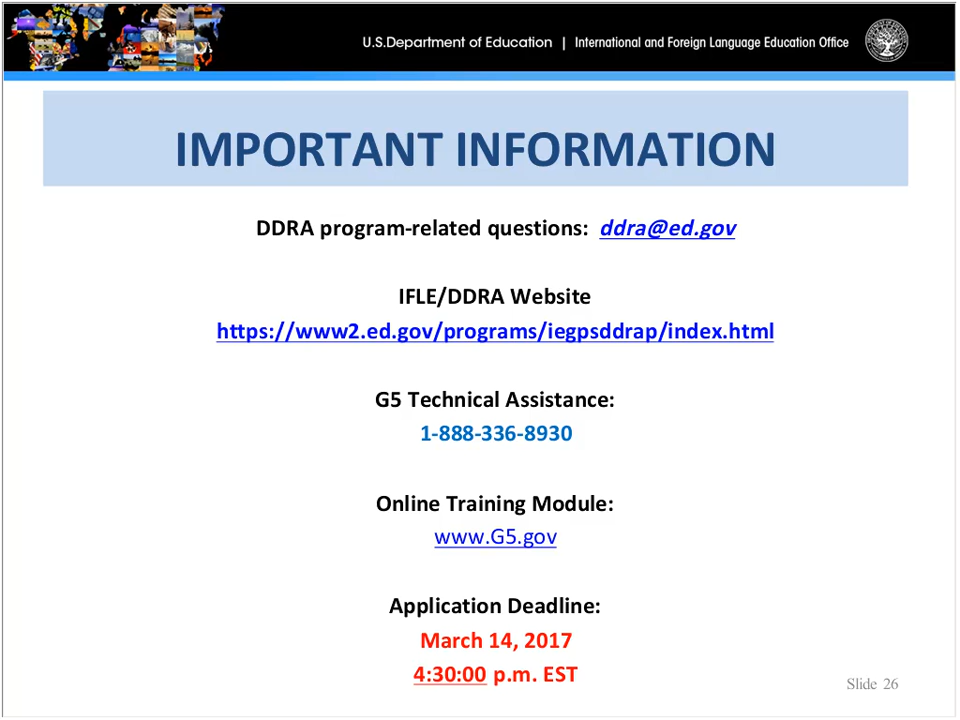 U.S.Department of Education | International and Foreign Language Education Office
IMPORTANT INFORMATION
DDRA program-related questions: ddra@ed.gov
IFLE/DDRA Website
https://www2.ed.gov/programs/iegpsddrap/index.html
G5 Technical Assistance:
1-888-336-8930
Online Training Module:
www.G5.gov
Application Deadline:
March 14, 2017
4:30:00 p.m. EST
Slide 26